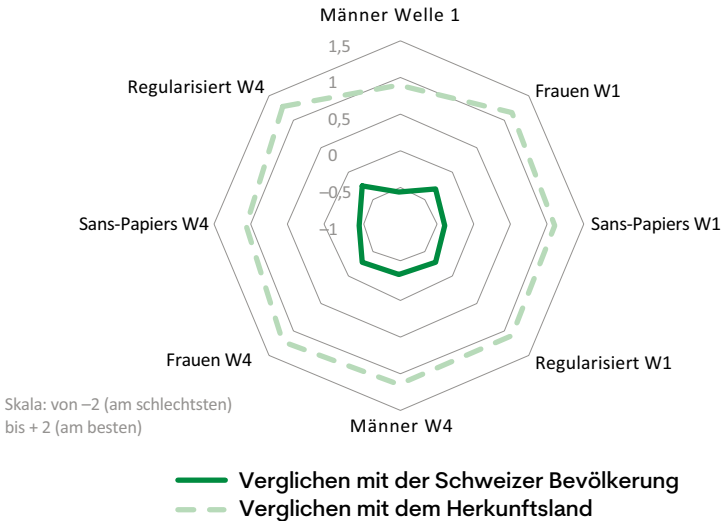 Männer Welle 1
1,5
Regularisiert W4
1
Frauen W1
0,5
0
–0,5
Sans-Papiers W4
–1
Sans-Papiers W1
Frauen W4
Regularisiert W1
Skala: von –2 (am schlechtsten)
bis + 2 (am besten)
Männer W4
Verglichen mit der Schweizer Bevölkerung
Verglichen mit dem Herkunftsland